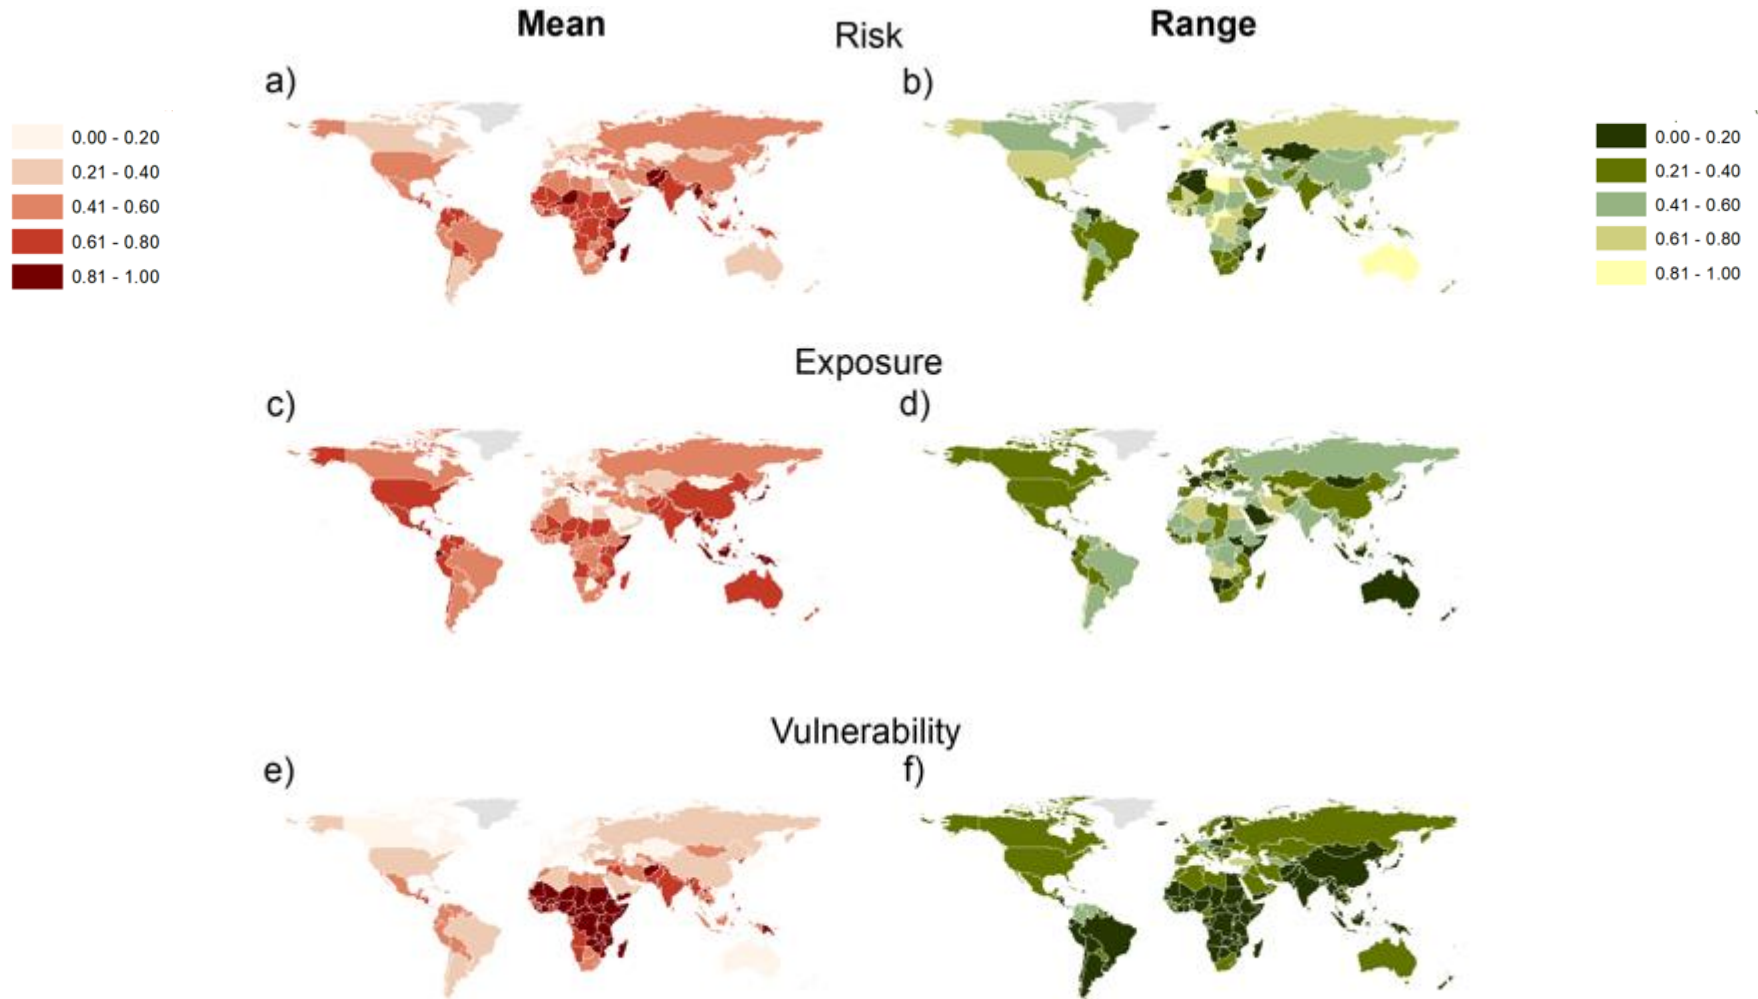 Mean
Range
Risk
a)
b)
0.00 - 0.20
0.21 - 0.40
0.41 - 0.60
0.61 - 0.80
0.81 - 1.00
0.00 - 0.20
0.21 - 0.40
0.41 - 0.60
0.61 - 0.80
0.81 - 1.00
Exposure
c)
d)
Vulnerability
e)
f)